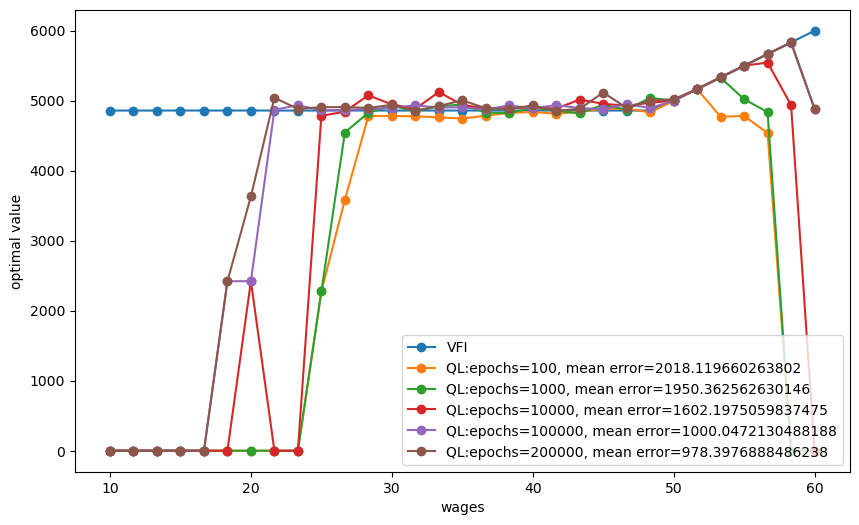 6000
5000
4000
3000
2000
1000
0
optimal value
10
20
30
40
50
60
wages
VFI
QL:epochs=100, mean error=2018.119660263802
QL:epochs=1000, mean error=1950.362562630146
QL:epochs=10000, mean error=1602.1975059837475
QL:epochs=100000, mean error=1000.0472130488188
QL:epochs=200000, mean error=978.3976888486238